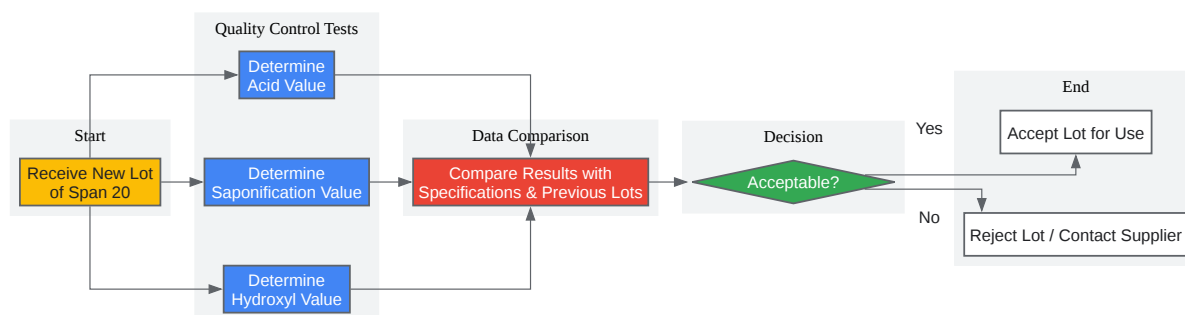 Start
Receive New Lot
of Span 20
Quality Control Tests
Determine
Acid Value
Determine
Saponification Value
Determine
Hydroxyl Value
Data Comparison
Compare Results with
Specifications & Previous Lots
Decision
Acceptable?
Yes
No
End
Accept Lot for Use
Reject Lot / Contact Supplier